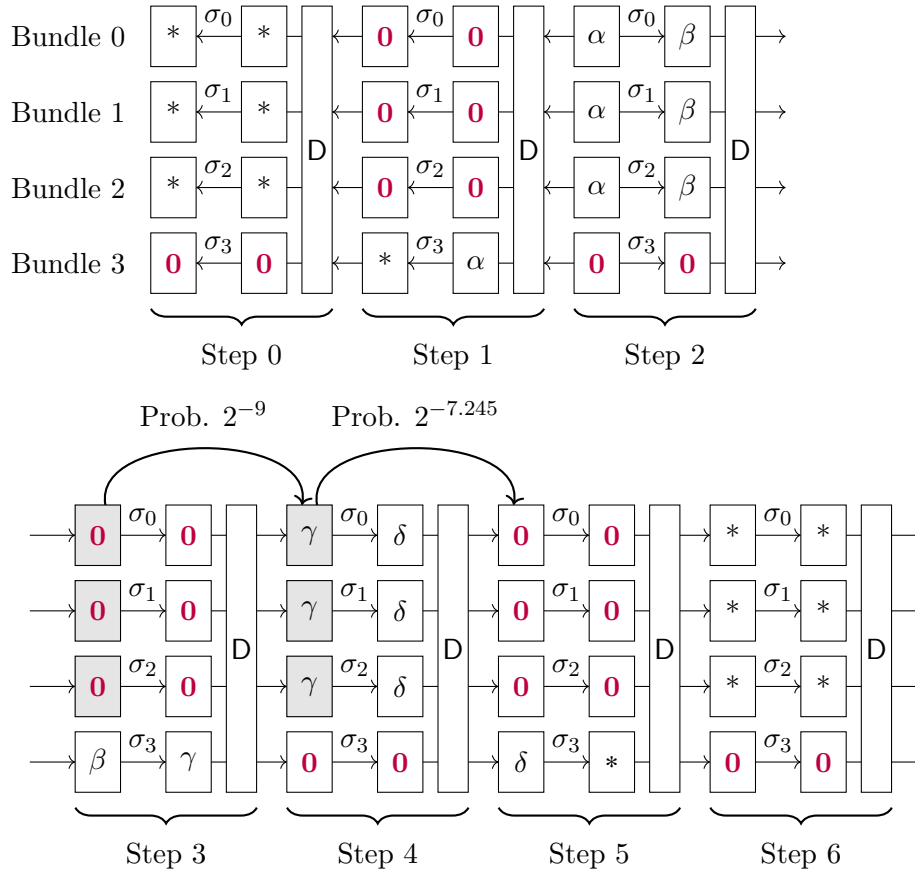 σ₀ σ₀ σ₀
Bundle 0 * * 0 0 α β
σ₁ σ₁ σ₁
Bundle 1 * * 0 0 α β
D D D
σ₂ σ₂ σ₂
Bundle 2 * * 0 0 α β
σ₃ σ₃ σ₃
Bundle 3 0 0 * α 0 0
Step 0 Step 1 Step 2
Prob. 2⁻⁹ Prob. 2⁻⁷·²⁴⁵
σ₀ σ₀ σ₀ σ₀
0 0 γ δ 0 0 * *
σ₁ σ₁ σ₁ σ₁
0 0 γ δ 0 0 * *
D D D D
σ₂ σ₂ σ₂ σ₂
0 0 γ δ 0 0 * *
σ₃ σ₃ σ₃ σ₃
β γ 0 0 δ * 0 0
Step 3 Step 4 Step 5 Step 6